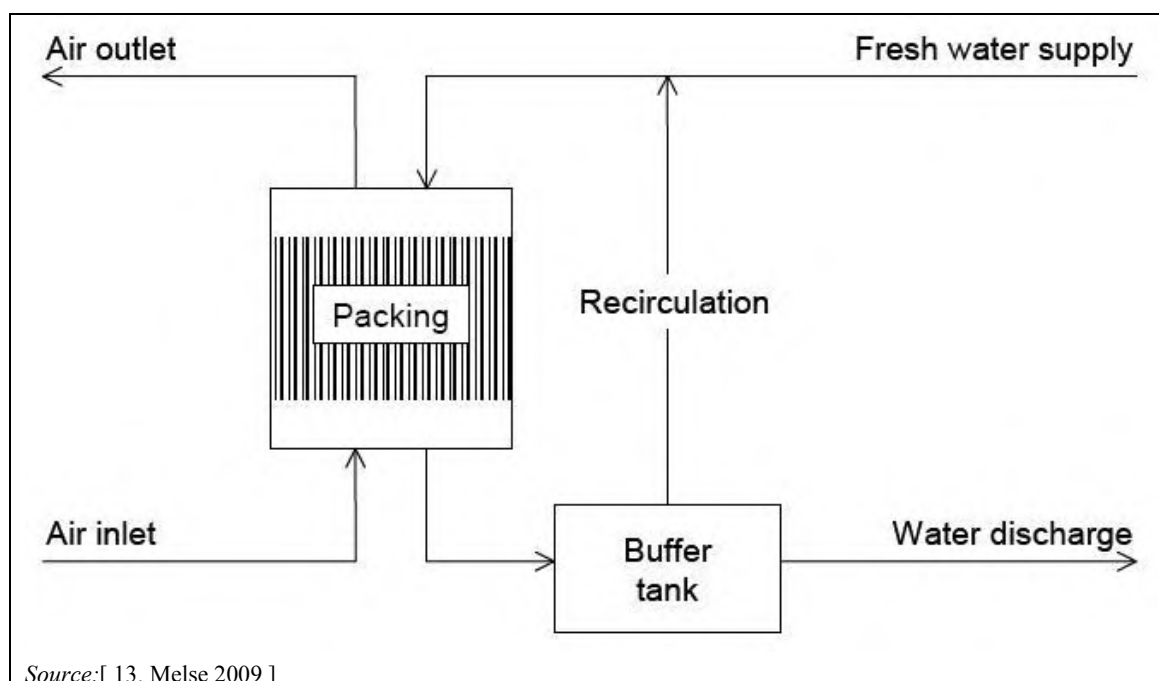 Air outlet
Fresh water supply
Packing
Recirculation
Air inlet
Buffer
tank
Water discharge
Source:[ 13, Melse 2009 ]